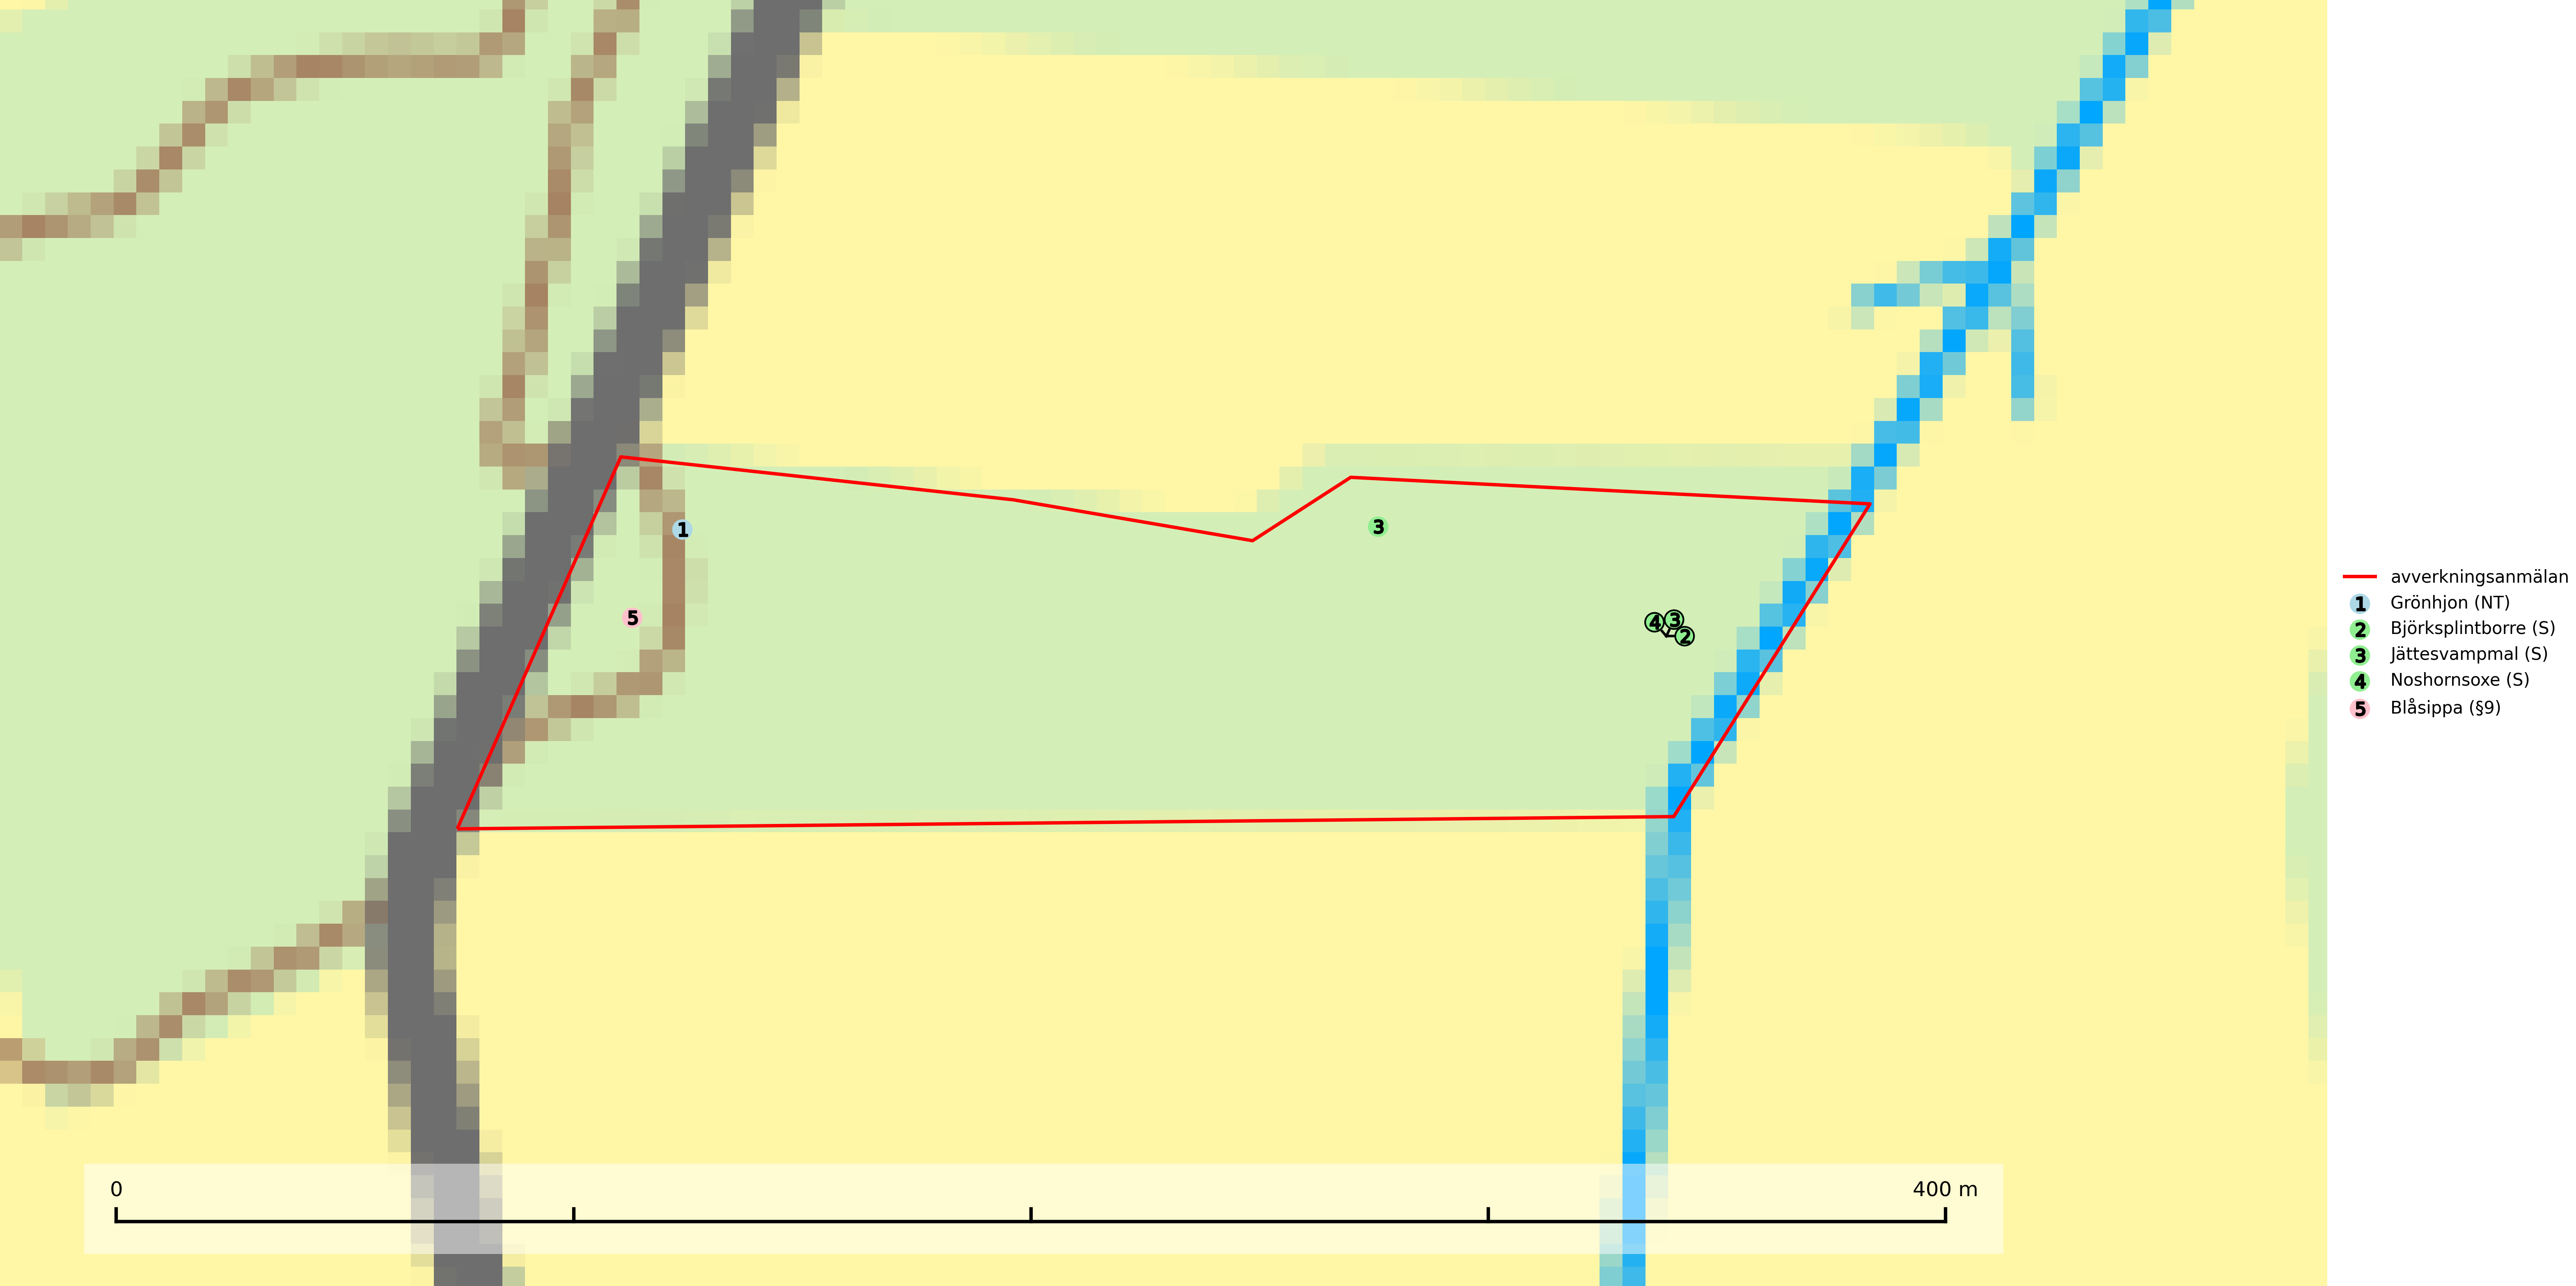 1
3
5
4
3
2
avverkningsanmälan
1 Grönhjon (NT)
2 Björksplintborre (S)
3 Jättesvampmal (S)
4 Noshornsoxe (S)
5 Blåsippa (§9)
0
400 m